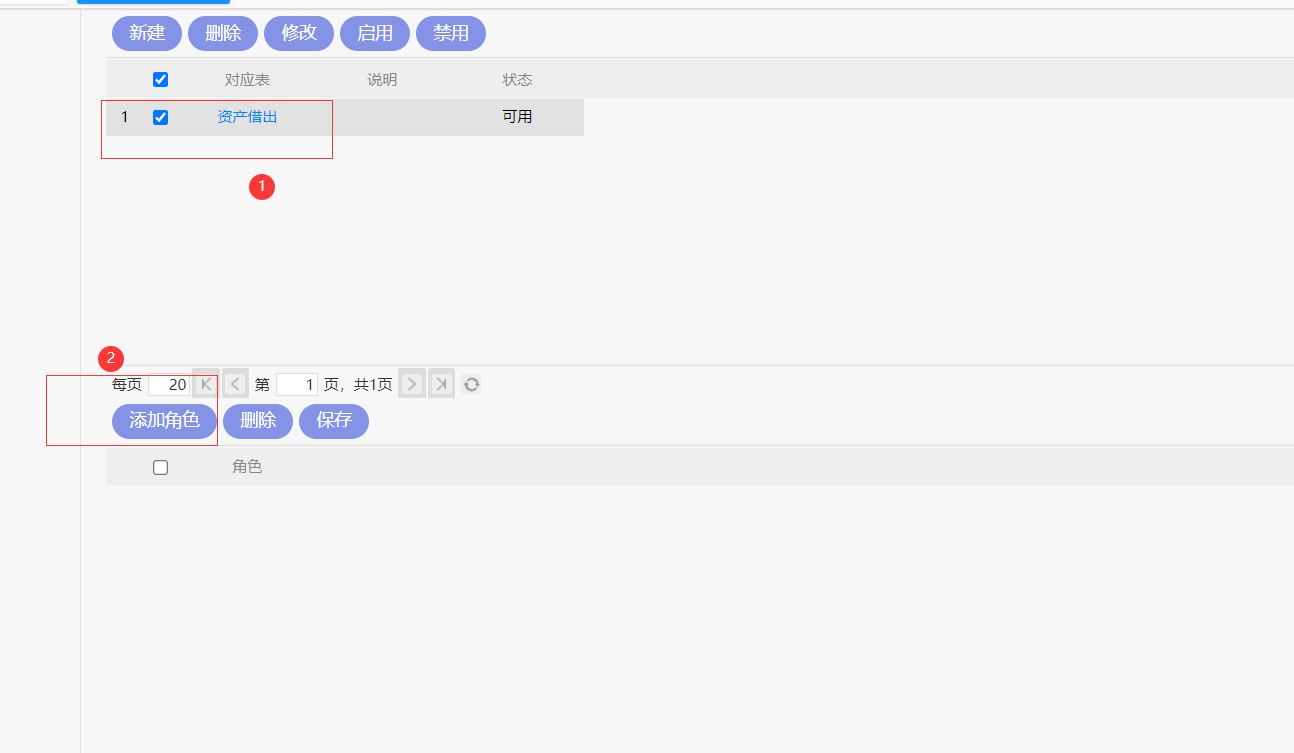 新建 删除 修改 启用 禁用
对应表 说明 状态
1 资产借出 可用
1
2
每页 20 第 1 页，共1页
添加角色 删除 保存
角色